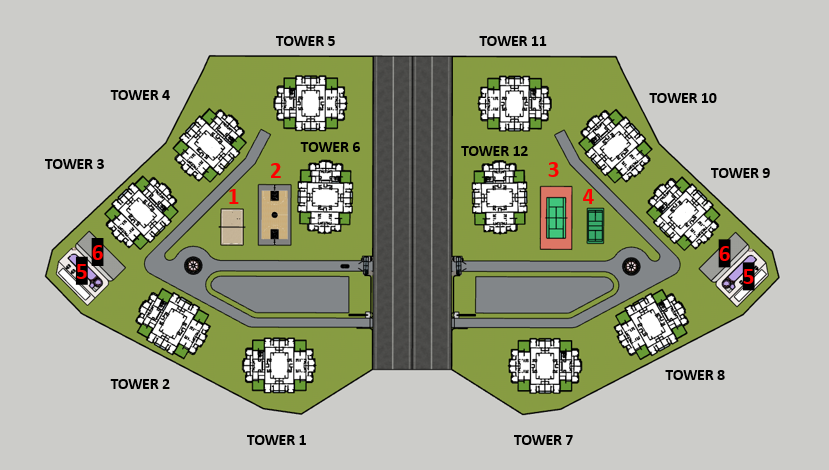 TOWER 5
TOWER 11
TOWER 4
TOWER 10
TOWER 6
TOWER 12
TOWER 3
TOWER 9
1
2
3
4
6
5
6
5
TOWER 2
TOWER 8
TOWER 1
TOWER 7